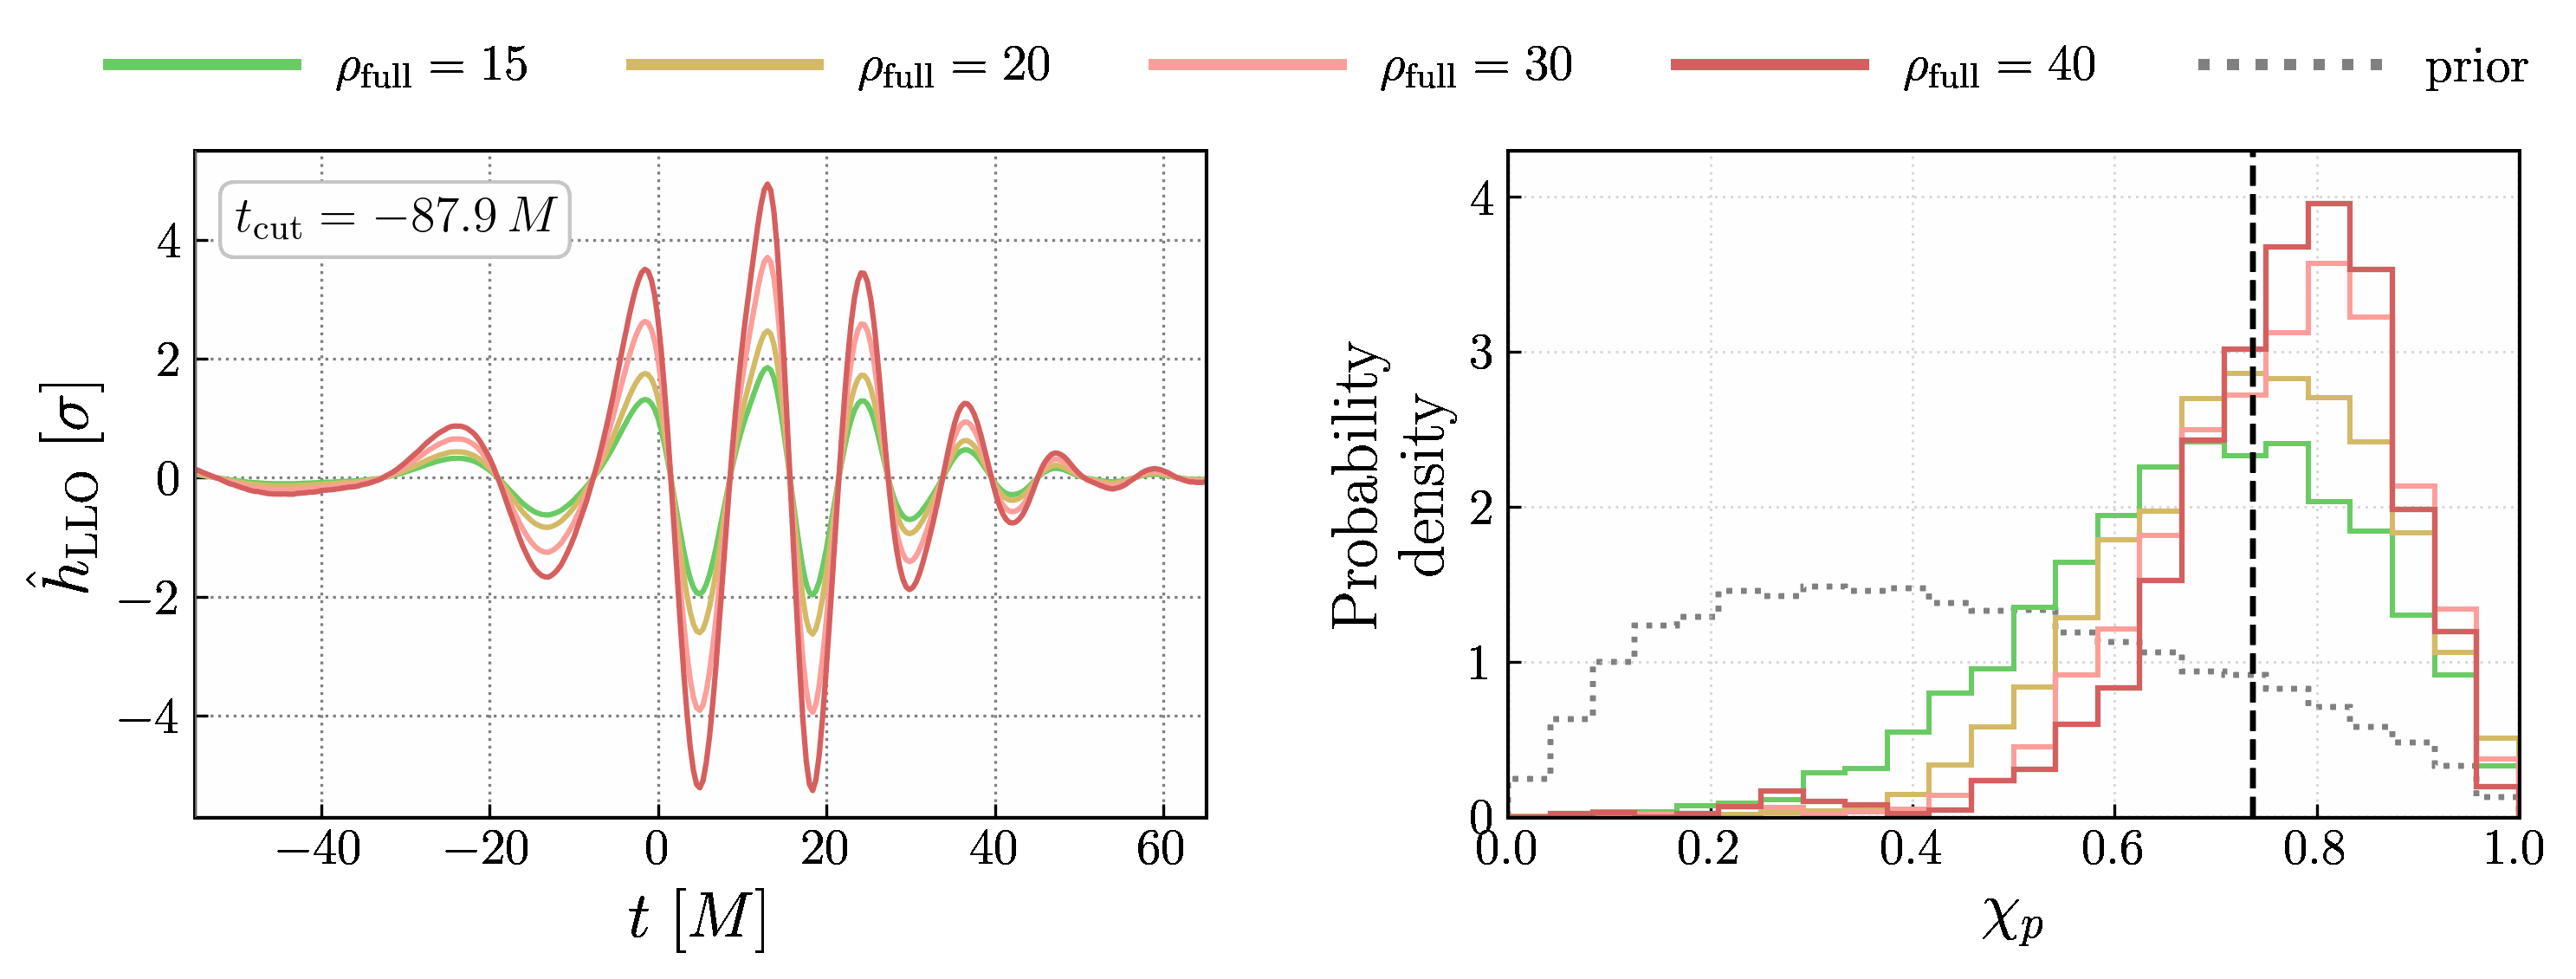 ρfull = 15 ρfull = 20 ρfull = 30 ρfull = 40 prior
tcut = −87.9 M
ĥLLO [σ]
4
2
0
−2
−4
−40 −20 0 20 40 60
t [M]
Probability
density
4
3
2
1
0
0.0 0.2 0.4 0.6 0.8 1.0
χp